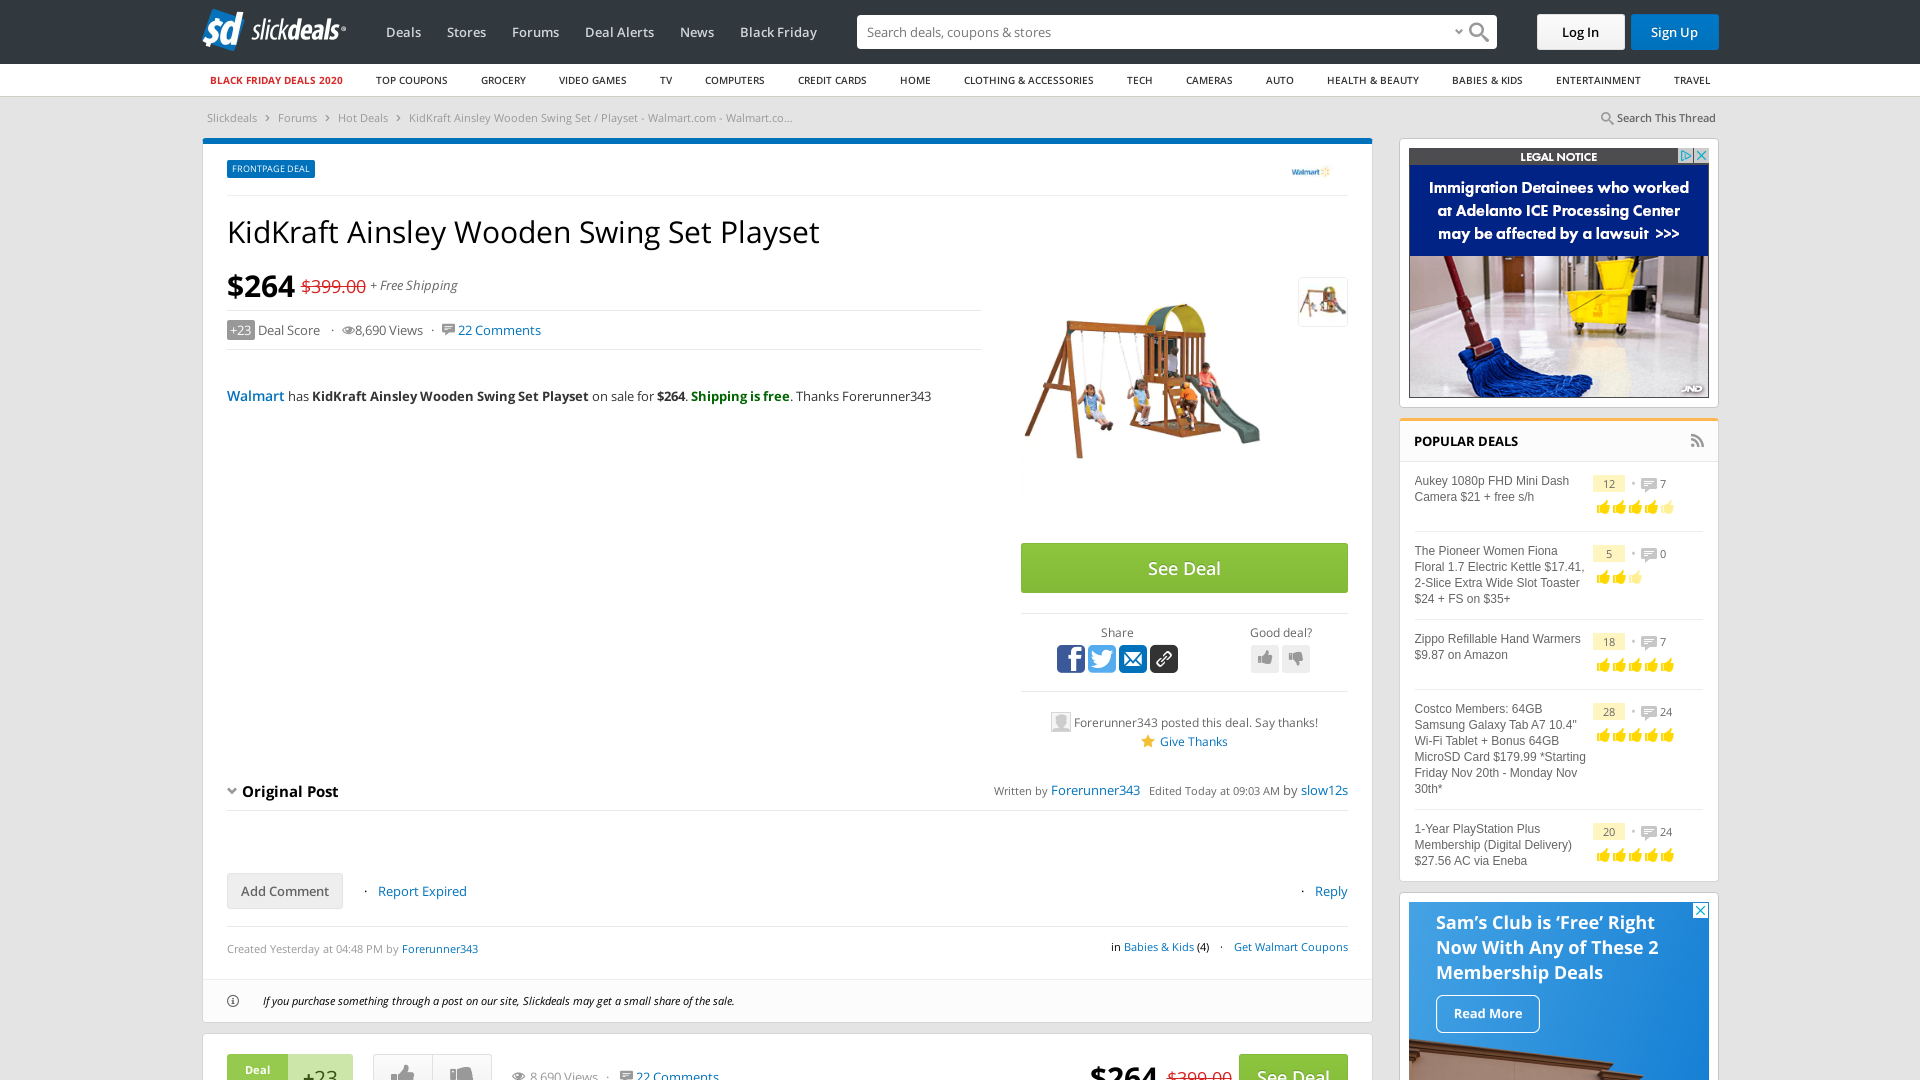 slickdeals
Deals
Stores
Forums
Deal Alerts
News
Black Friday
Search deals, coupons & stores
Log In
Sign Up
BLACK FRIDAY DEALS 2020
TOP COUPONS
GROCERY
VIDEO GAMES
TV
COMPUTERS
CREDIT CARDS
HOME
CLOTHING & ACCESSORIES
TECH
CAMERAS
AUTO
HEALTH & BEAUTY
BABIES & KIDS
ENTERTAINMENT
TRAVEL
Slickdeals > Forums > Hot Deals > KidKraft Ainsley Wooden Swing Set / Playset - Walmart.com - Walmart.co...
Search This Thread
FRONTPAGE DEAL
Walmart
KidKraft Ainsley Wooden Swing Set Playset
$264 $399.00 + Free Shipping
+23 Deal Score · 8,690 Views · 22 Comments
Walmart has KidKraft Ainsley Wooden Swing Set Playset on sale for $264. Shipping is free. Thanks Forerunner343
See Deal
Share
Good deal?
Forerunner343 posted this deal. Say thanks!
Give Thanks
Original Post
Written by Forerunner343 Edited Today at 09:03 AM by slow12s
Add Comment · Report Expired
· Reply
Created Yesterday at 04:48 PM by Forerunner343
in Babies & Kids (4) · Get Walmart Coupons
If you purchase something through a post on our site, Slickdeals may get a small share of the sale.
Deal
+23
8,690 Views · 22 Comments
$264 $399.00
See Deal
LEGAL NOTICE
Immigration Detainees who worked
at Adelanto ICE Processing Center
may be affected by a lawsuit >>>
JND
POPULAR DEALS
Aukey 1080p FHD Mini Dash
Camera $21 + free s/h
12 · 7
The Pioneer Women Fiona
Floral 1.7 Electric Kettle $17.41,
2-Slice Extra Wide Slot Toaster
$24 + FS on $35+
5 · 0
Zippo Refillable Hand Warmers
$9.87 on Amazon
18 · 7
Costco Members: 64GB
Samsung Galaxy Tab A7 10.4"
Wi-Fi Tablet + Bonus 64GB
MicroSD Card $179.99 *Starting
Friday Nov 20th - Monday Nov
30th*
28 · 24
1-Year PlayStation Plus
Membership (Digital Delivery)
$27.56 AC via Eneba
20 · 24
Sam's Club is ‘Free’ Right
Now With Any of These 2
Membership Deals
Read More